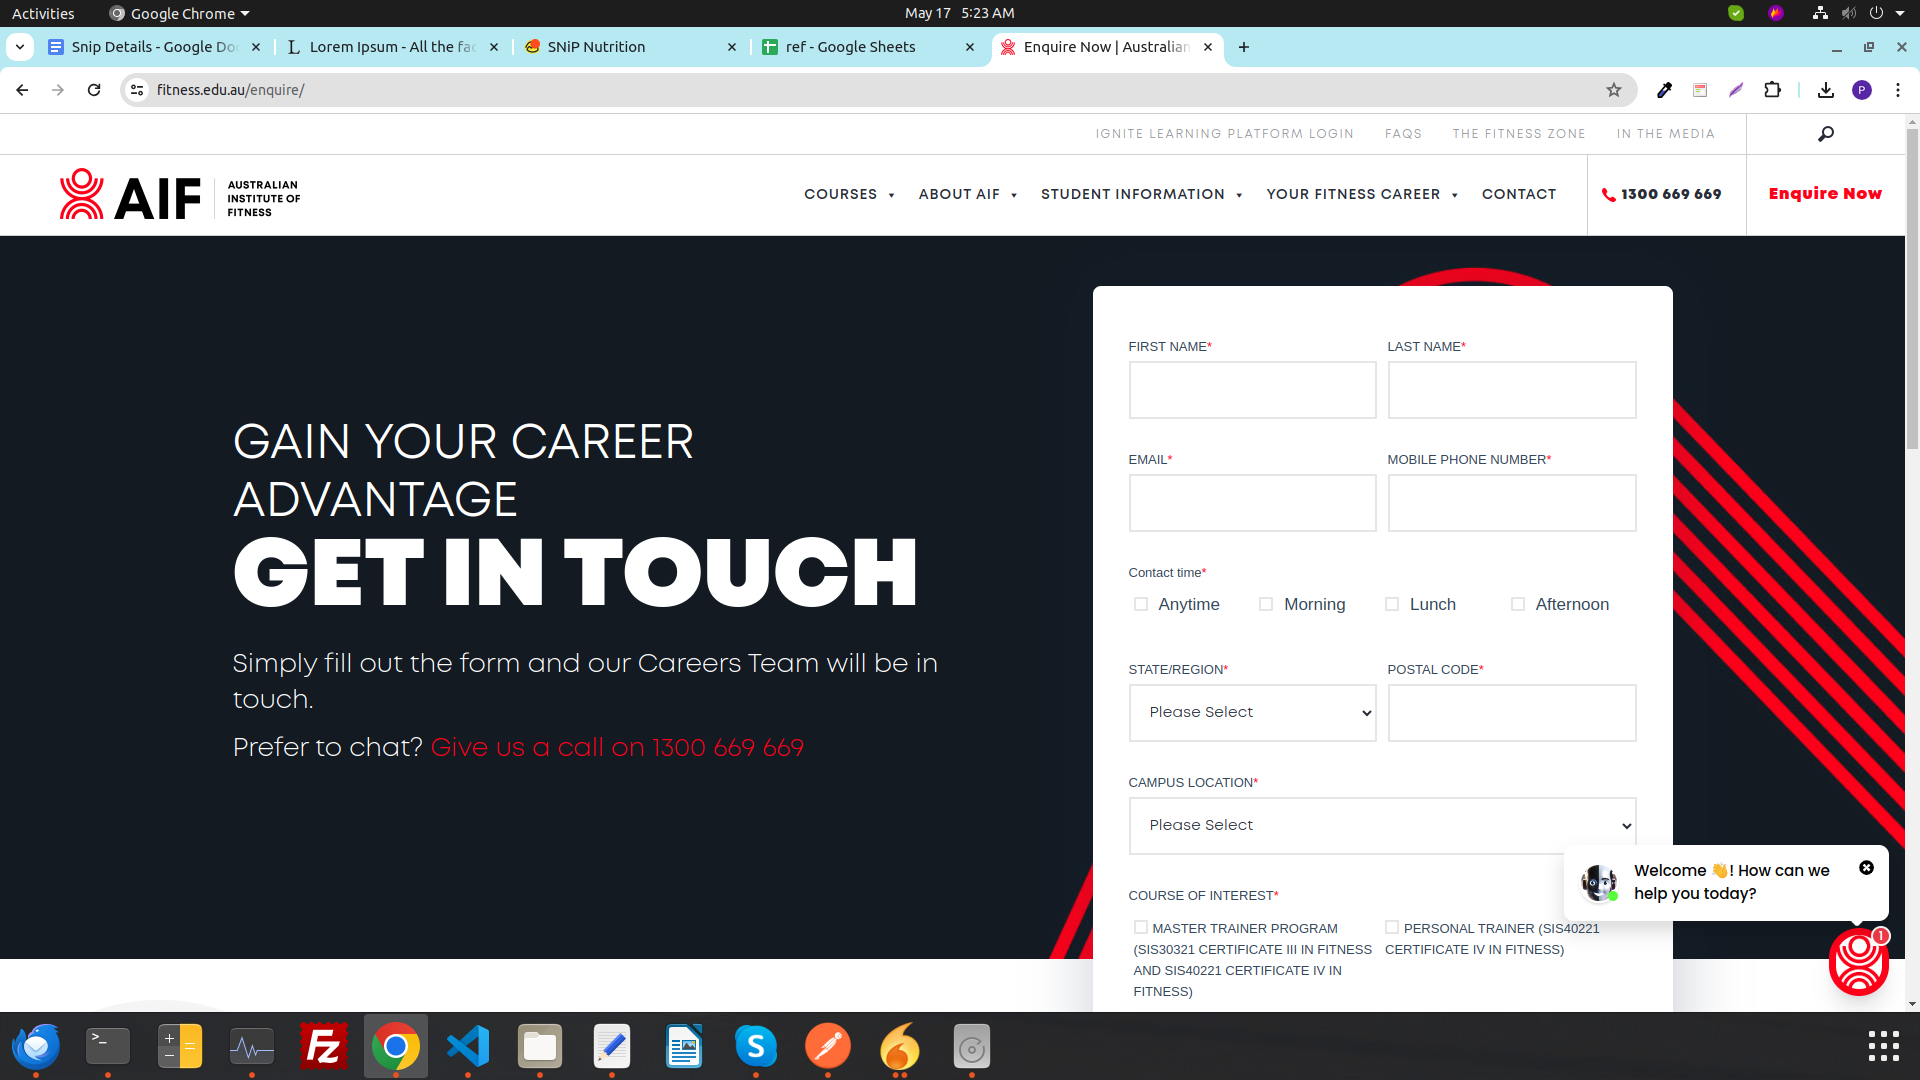 Activities
Google Chrome
May 17 5:23 AM
Snip Details - Google Do
Lorem Ipsum - All the fac
SNiP Nutrition
ref - Google Sheets
Enquire Now | Australian
fitness.edu.au/enquire/
P
IGNITE LEARNING PLATFORM LOGIN
FAQS
THE FITNESS ZONE
IN THE MEDIA
AIF
AUSTRALIAN
INSTITUTE OF
FITNESS
COURSES
ABOUT AIF
STUDENT INFORMATION
YOUR FITNESS CAREER
CONTACT
1300 669 669
Enquire Now
GAIN YOUR CAREER
ADVANTAGE
GET IN TOUCH
Simply fill out the form and our Careers Team will be in
touch.
Prefer to chat? Give us a call on 1300 669 669
FIRST NAME*
LAST NAME*
EMAIL*
MOBILE PHONE NUMBER*
Contact time*
Anytime
Morning
Lunch
Afternoon
STATE/REGION*
POSTAL CODE*
Please Select
CAMPUS LOCATION*
Please Select
COURSE OF INTEREST*
MASTER TRAINER PROGRAM
(SIS30321 CERTIFICATE III IN FITNESS
AND SIS40221 CERTIFICATE IV IN
FITNESS)
PERSONAL TRAINER (SIS40221
CERTIFICATE IV IN FITNESS)
Welcome 👋! How can we
help you today?
1